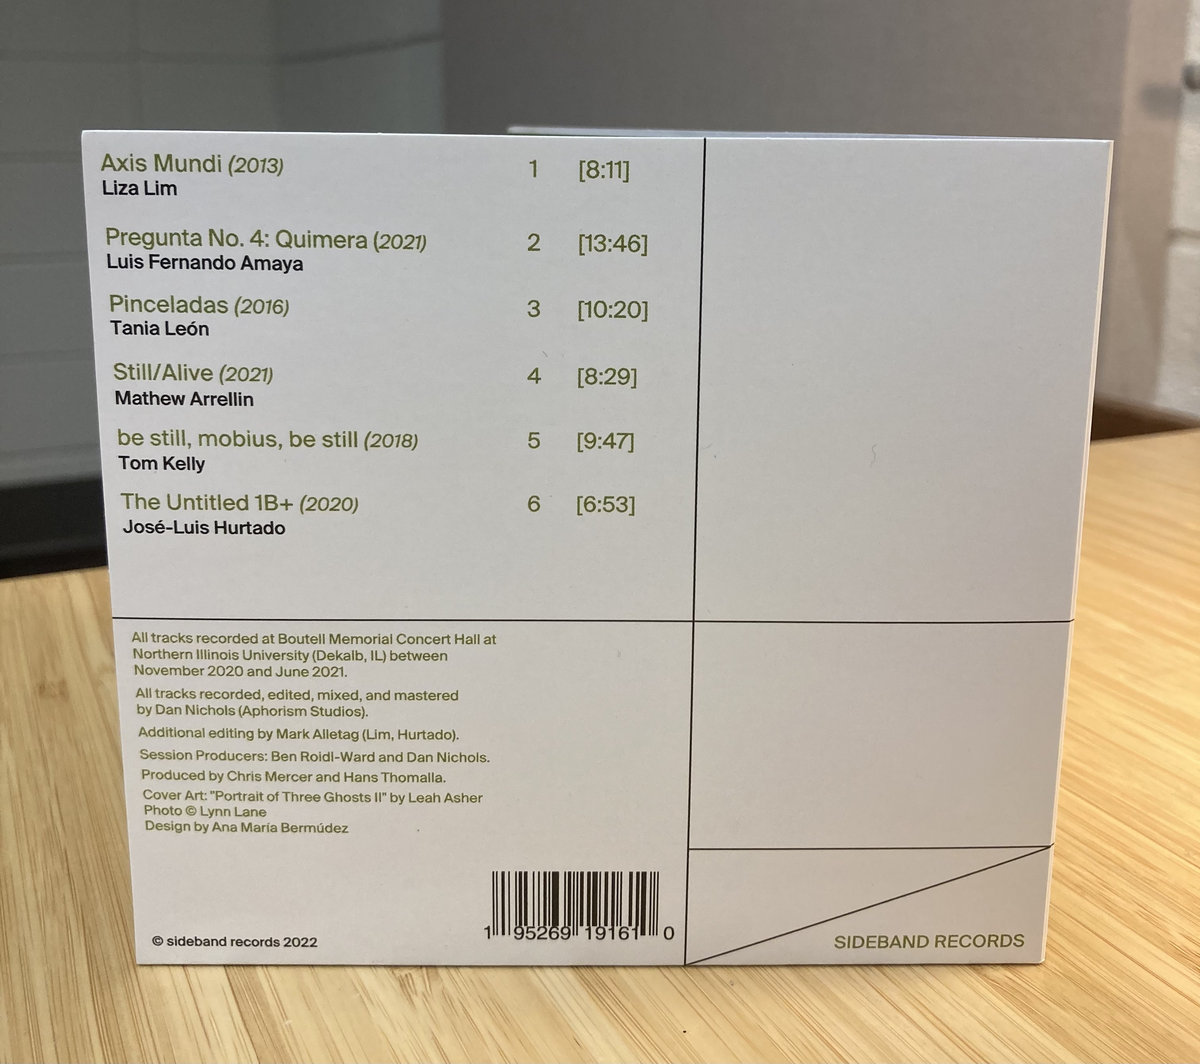 Axis Mundi (2013) 1 [8:11]
Liza Lim
Pregunta No. 4: Quimera (2021) 2 [13:46]
Luis Fernando Amaya
Pinceladas (2016) 3 [10:20]
Tania León
Still/Alive (2021) 4 [8:29]
Mathew Arrellin
be still, mobius, be still (2018) 5 [9:47]
Tom Kelly
The Untitled 1B+ (2020) 6 [6:53]
José-Luis Hurtado
All tracks recorded at Boutell Memorial Concert Hall at
Northern Illinois University (Dekalb, IL) between
November 2020 and June 2021.
All tracks recorded, edited, mixed, and mastered
by Dan Nichols (Aphorism Studios).
Additional editing by Mark Alletag (Lim, Hurtado).
Session Producers: Ben Roidl-Ward and Dan Nichols.
Produced by Chris Mercer and Hans Thomalla.
Cover Art: "Portrait of Three Ghosts II" by Leah Asher
Photo © Lynn Lane
Design by Ana María Bermúdez
1 95269 19161 0
© sideband records 2022
SIDEBAND RECORDS